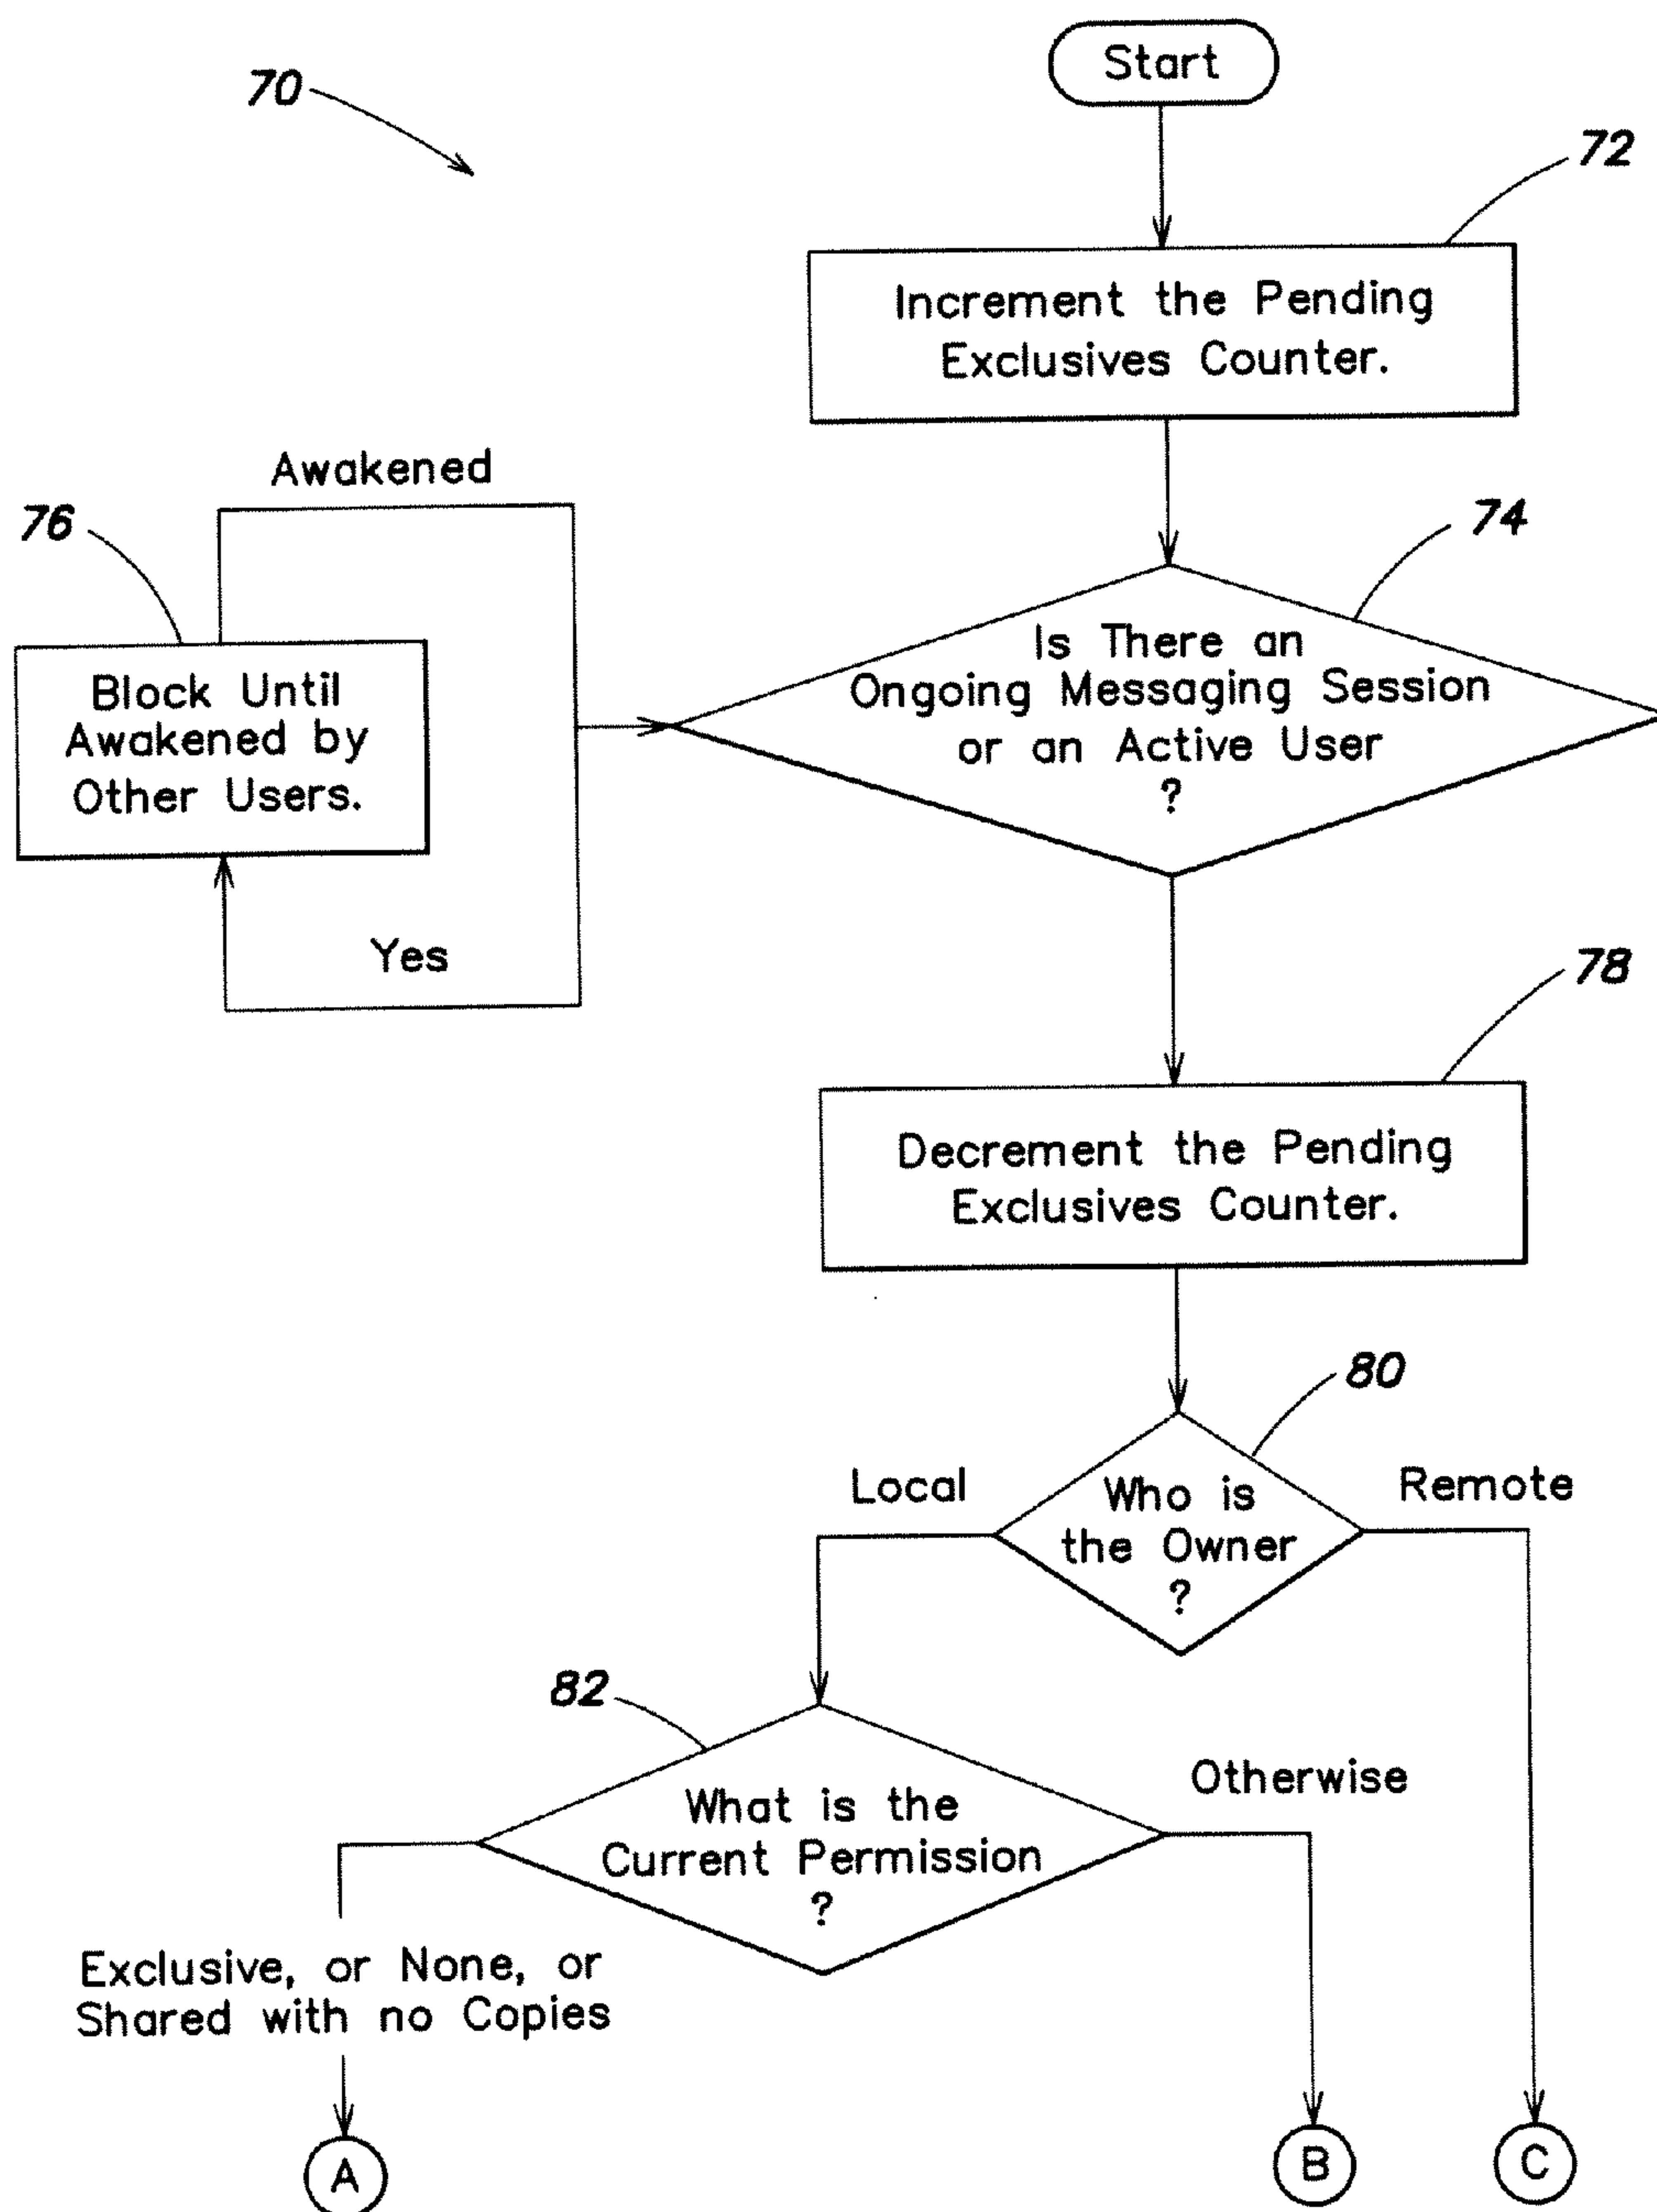 Start
70
72
Increment the Pending
Exclusives Counter.
Awakened
76
74
Block Until
Awakened by
Other Users.
Is There an
Ongoing Messaging Session
or an Active User
?
Yes
78
Decrement the Pending
Exclusives Counter.
80
Local
Remote
Who is
the Owner
?
82
Otherwise
What is the
Current Permission
?
Exclusive, or None, or
Shared with no Copies
A
B
C